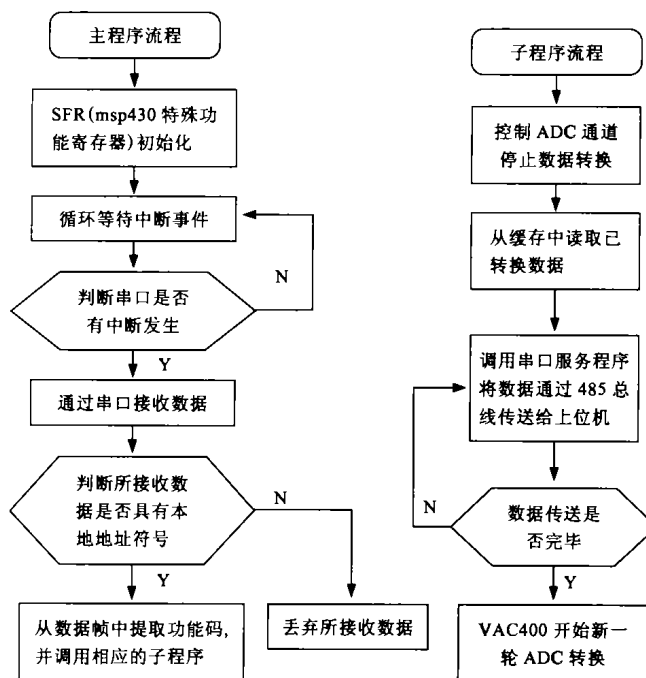 主程序流程
SFR(msp430 特殊功
能寄存器)初始化
循环等待中断事件
N
判断串口是否
有中断发生
Y
通过串口接收数据
判断所接收数
据是否具有本
地地址符号
N
Y
从数据帧中提取功能码,
并调用相应的子程序
丢弃所接收数据
子程序流程
控制 ADC 通道
停止数据转换
从缓存中读取已
转换数据
调用串口服务程序
将数据通过 485 总
线传送给上位机
N
数据传送是
否完毕
Y
VAC400 开始新一
轮 ADC 转换